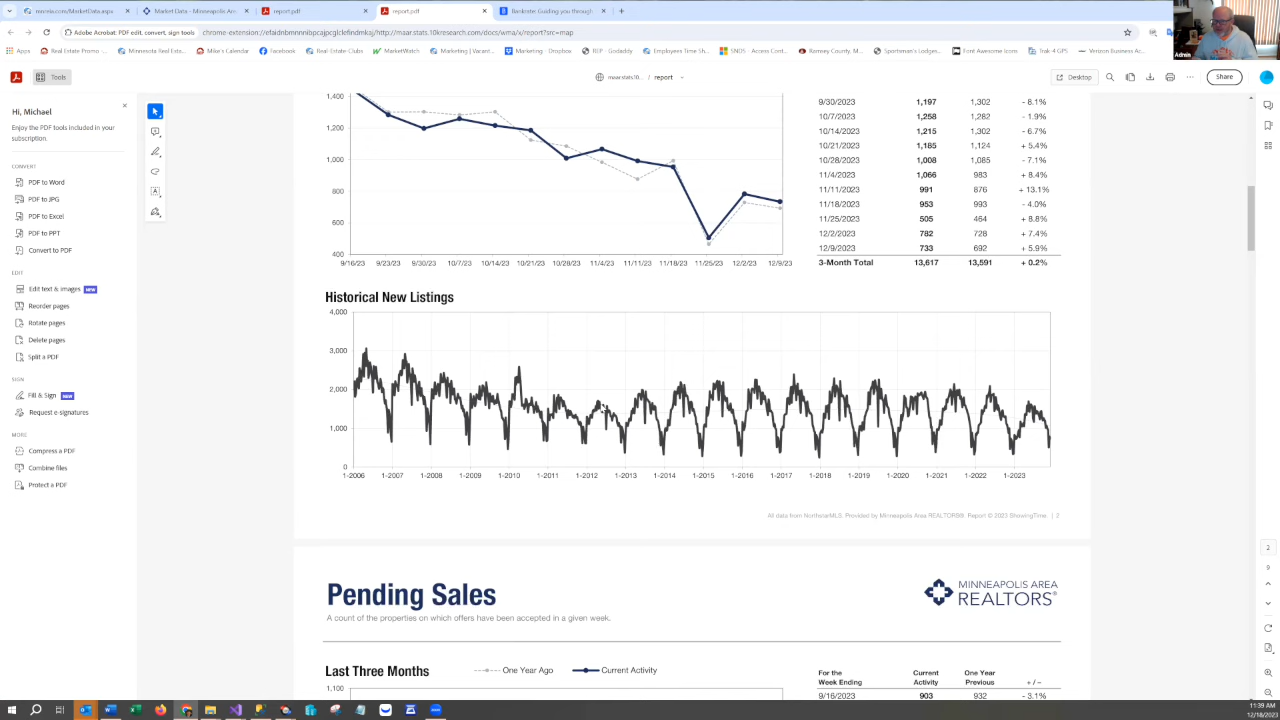 mnrete.com/MarketData.aspx
Market Data - Minneapolis Are
report.pdf
report.pdf
Bankrate: Guiding you through
Adobe Acrobat: PDF edit, convert, sign tools
chrome-extension://efaidnbmnnnibpcajpcglclefindmkaj/http://maar.stats.10kresearch.com/docs/wma/x/report?src=map
Apps
Real Estate Promo -...
Minnesota Real Este...
Mike's Calendar
Facebook
Real-Estate-Clubs
MarketWatch
Marketing | Vacant...
Marketing - Dropbox
REP - Godaddy
Employees Time Sh...
SNOS - Access Cont...
Ramsey County, M...
Sportsman's Lodge...
Font Awesome Icons
Trak 4 GPS
Verizon Business Ac...
Admin
Tools
maar.stats10...
/
report
Desktop
Share
Hi, Michael
Enjoy the PDF tools included in your
subscription.
CONVERT
PDF to Word
PDF to JPG
PDF to Excel
PDF to PPT
Convert to PDF
EDIT
Edit text & images NEW
Reorder pages
Rotate pages
Delete pages
Split a PDF
SIGN
Fill & Sign NEW
Request e-signatures
MORE
Compress a PDF
Combine files
Protect a PDF
1,400
1,200
1,000
800
600
400
9/16/23 9/23/23 9/30/23 10/7/23 10/14/23 10/21/23 10/28/23 11/4/23 11/11/23 11/18/23 11/25/23 12/2/23 12/9/23
9/30/2023 1,197 1,302 - 8.1%
10/7/2023 1,258 1,282 - 1.9%
10/14/2023 1,215 1,302 - 6.7%
10/21/2023 1,185 1,124 + 5.4%
10/28/2023 1,008 1,085 - 7.1%
11/4/2023 1,066 983 + 8.4%
11/11/2023 991 876 + 13.1%
11/18/2023 953 993 - 4.0%
11/25/2023 505 464 + 8.8%
12/2/2023 782 728 + 7.4%
12/9/2023 733 692 + 5.9%
3-Month Total 13,617 13,591 + 0.2%
Historical New Listings
4,000
3,000
2,000
1,000
0
1-2006 1-2007 1-2008 1-2009 1-2010 1-2011 1-2012 1-2013 1-2014 1-2015 1-2016 1-2017 1-2018 1-2019 1-2020 1-2021 1-2022 1-2023
All data from NorthstarMLS. Provided by Minneapolis Area REALTORS®. Report © 2023 ShowingTime. | 2
Pending Sales
A count of the properties on which offers have been accepted in a given week.
MINNEAPOLIS AREA
REALTORS®
Last Three Months
One Year Ago
Current Activity
1,100
For the
Week Ending
Current
Activity
One Year
Previous
+ / –
9/16/2023 903 932 - 3.1%
2
9
11:39 AM
12/18/2023